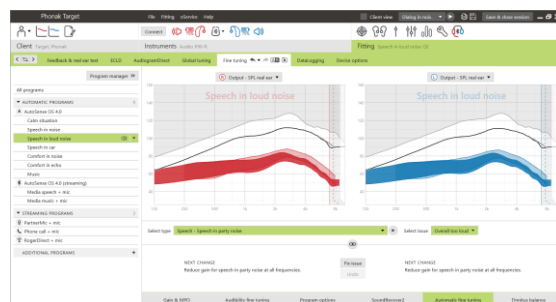 Phonak Target
File Fitting eService Help
Client view
Save & close session
Connect
Client Target, Phonak
Instruments Audéo P90-R
Fitting Speech in loud noise (3)
Feedback & real ear test
ECLD
AudiogramDirect
Global tuning
Fine tuning
DataLogging
Device options
Program manager
Output - SPL real ear
Output - SPL real ear
All programs
AUTOMATIC PROGRAMS
AutoSense OS 4.0
Calm situation
Speech in noise
Speech in loud noise
Speech in car
Comfort in noise
Comfort in echo
Music
AutoSense OS 4.0 (streaming)
Media speech + mic
Media music + mic
STREAMING PROGRAMS
PartnerMic + mic
Phone call + mic
RogerDirect + mic
ADDITIONAL PROGRAMS
Speech in loud noise
Speech in loud noise
Select type
Speech - Speech in party noise
Select issue
Overall too loud
NEXT CHANGE
Reduce gain for speech in party noise at all frequencies.
Fix issue
Undo
NEXT CHANGE
Reduce gain for speech in party noise at all frequencies.
Gain & MPO
Audibility fine tuning
Program options
SoundRecover2
Automatic fine tuning
Tinnitus balance